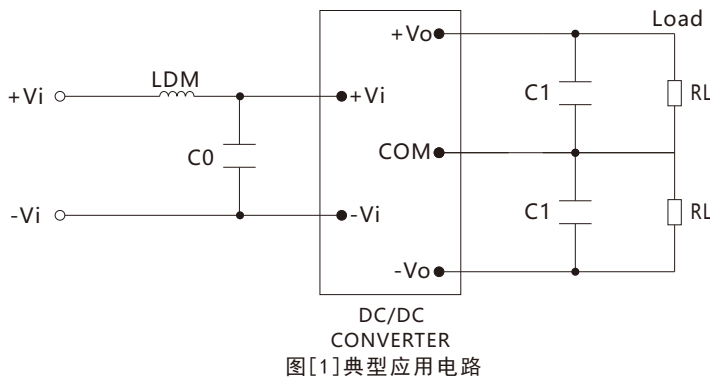 +Vo
Load
LDM
+Vi
+Vi
C1
RL
C0
COM
-Vi
-Vi
C1
RL
-Vo
DC/DC
CONVERTER
图[1]典型应用电路